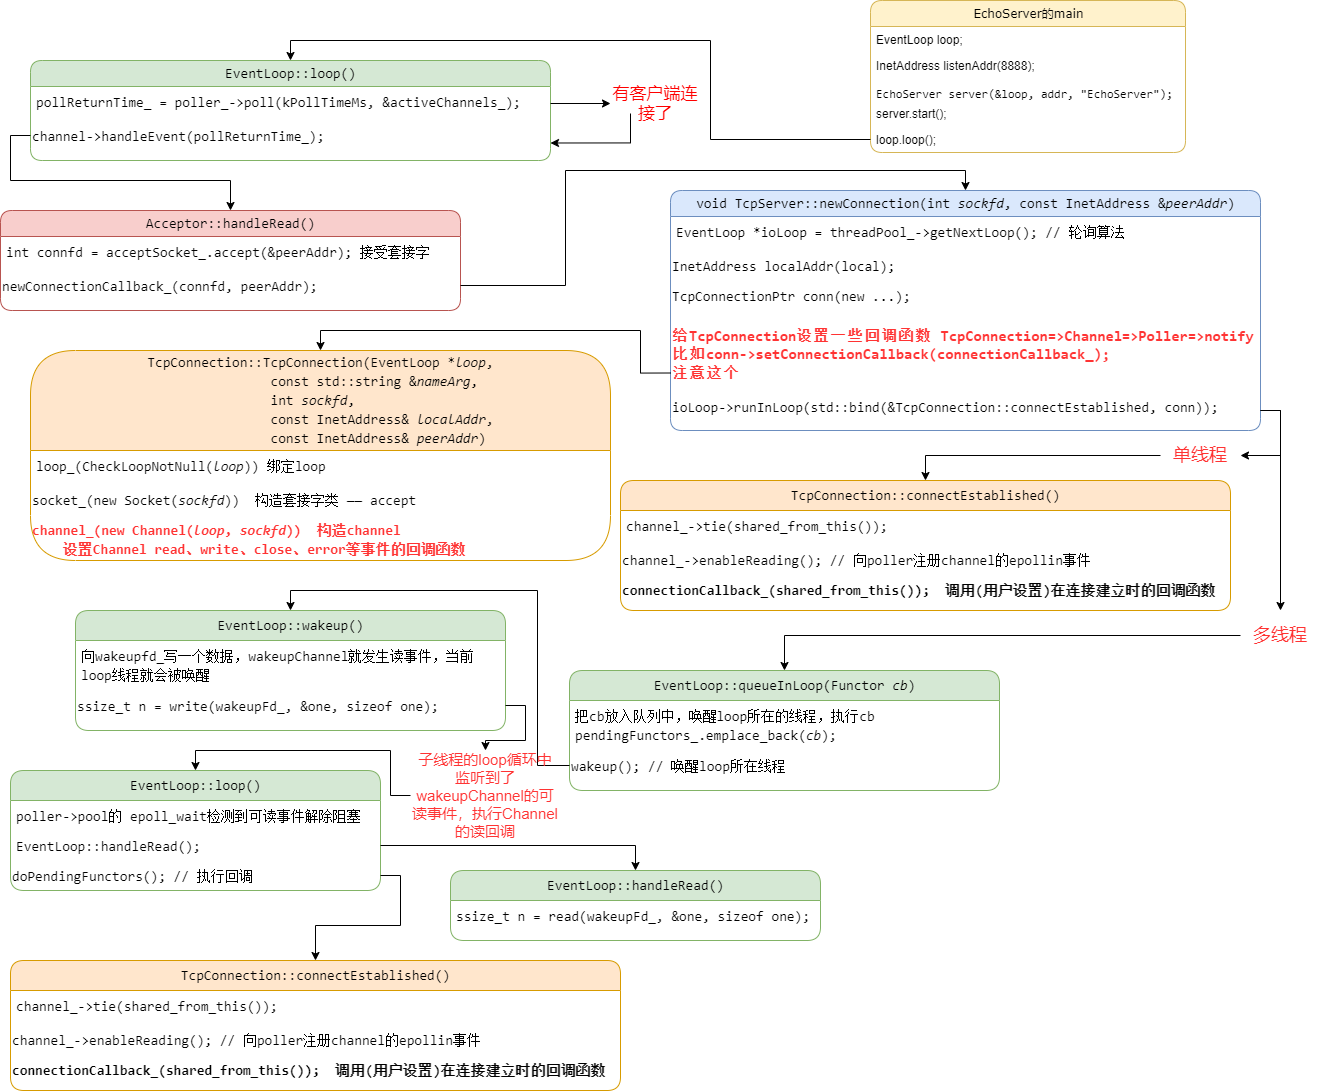 EchoServer的main
EventLoop loop;
InetAddress listenAddr(8888);
EchoServer server(&loop, addr, "EchoServer");
server.start();
loop.loop();
EventLoop::loop()
pollReturnTime_ = poller_->poll(kPollTimeMs, &activeChannels_);
channel->handleEvent(pollReturnTime_);
有客户端连
接了
Acceptor::handleRead()
int connfd = acceptSocket_.accept(&peerAddr); 接受套接字
newConnectionCallback_(connfd, peerAddr);
void TcpServer::newConnection(int sockfd, const InetAddress &peerAddr)
EventLoop *ioLoop = threadPool_->getNextLoop(); // 轮询算法
InetAddress localAddr(local);
TcpConnectionPtr conn(new ...);
给TcpConnection设置一些回调函数 TcpConnection=>Channel=>Poller=>notify
比如conn->setConnectionCallback(connectionCallback_);
注意这个
ioLoop->runInLoop(std::bind(&TcpConnection::connectEstablished, conn));
TcpConnection::TcpConnection(EventLoop *loop,
const std::string &nameArg,
int sockfd,
const InetAddress& localAddr,
const InetAddress& peerAddr)
loop_(CheckLoopNotNull(loop)) 绑定loop
socket_(new Socket(sockfd)) 构造套接字类 —— accept
channel_(new Channel(loop, sockfd)) 构造channel
设置Channel read、write、close、error等事件的回调函数
单线程
TcpConnection::connectEstablished()
channel_->tie(shared_from_this());
channel_->enableReading(); // 向poller注册channel的epollin事件
connectionCallback_(shared_from_this()); 调用(用户设置)在连接建立时的回调函数
多线程
EventLoop::queueInLoop(Functor cb)
把cb放入队列中，唤醒loop所在的线程，执行cb
pendingFunctors_.emplace_back(cb);
wakeup(); // 唤醒loop所在线程
EventLoop::wakeup()
向wakeupfd_写一个数据，wakeupChannel就发生读事件，当前
loop线程就会被唤醒
ssize_t n = write(wakeupFd_, &one, sizeof one);
子线程的loop循环中
监听到了
wakeupChannel的可
读事件，执行Channel
的读回调
EventLoop::loop()
poller->pool的 epoll_wait检测到可读事件解除阻塞
EventLoop::handleRead();
doPendingFunctors(); // 执行回调
EventLoop::handleRead()
ssize_t n = read(wakeupFd_, &one, sizeof one);
TcpConnection::connectEstablished()
channel_->tie(shared_from_this());
channel_->enableReading(); // 向poller注册channel的epollin事件
connectionCallback_(shared_from_this()); 调用(用户设置)在连接建立时的回调函数